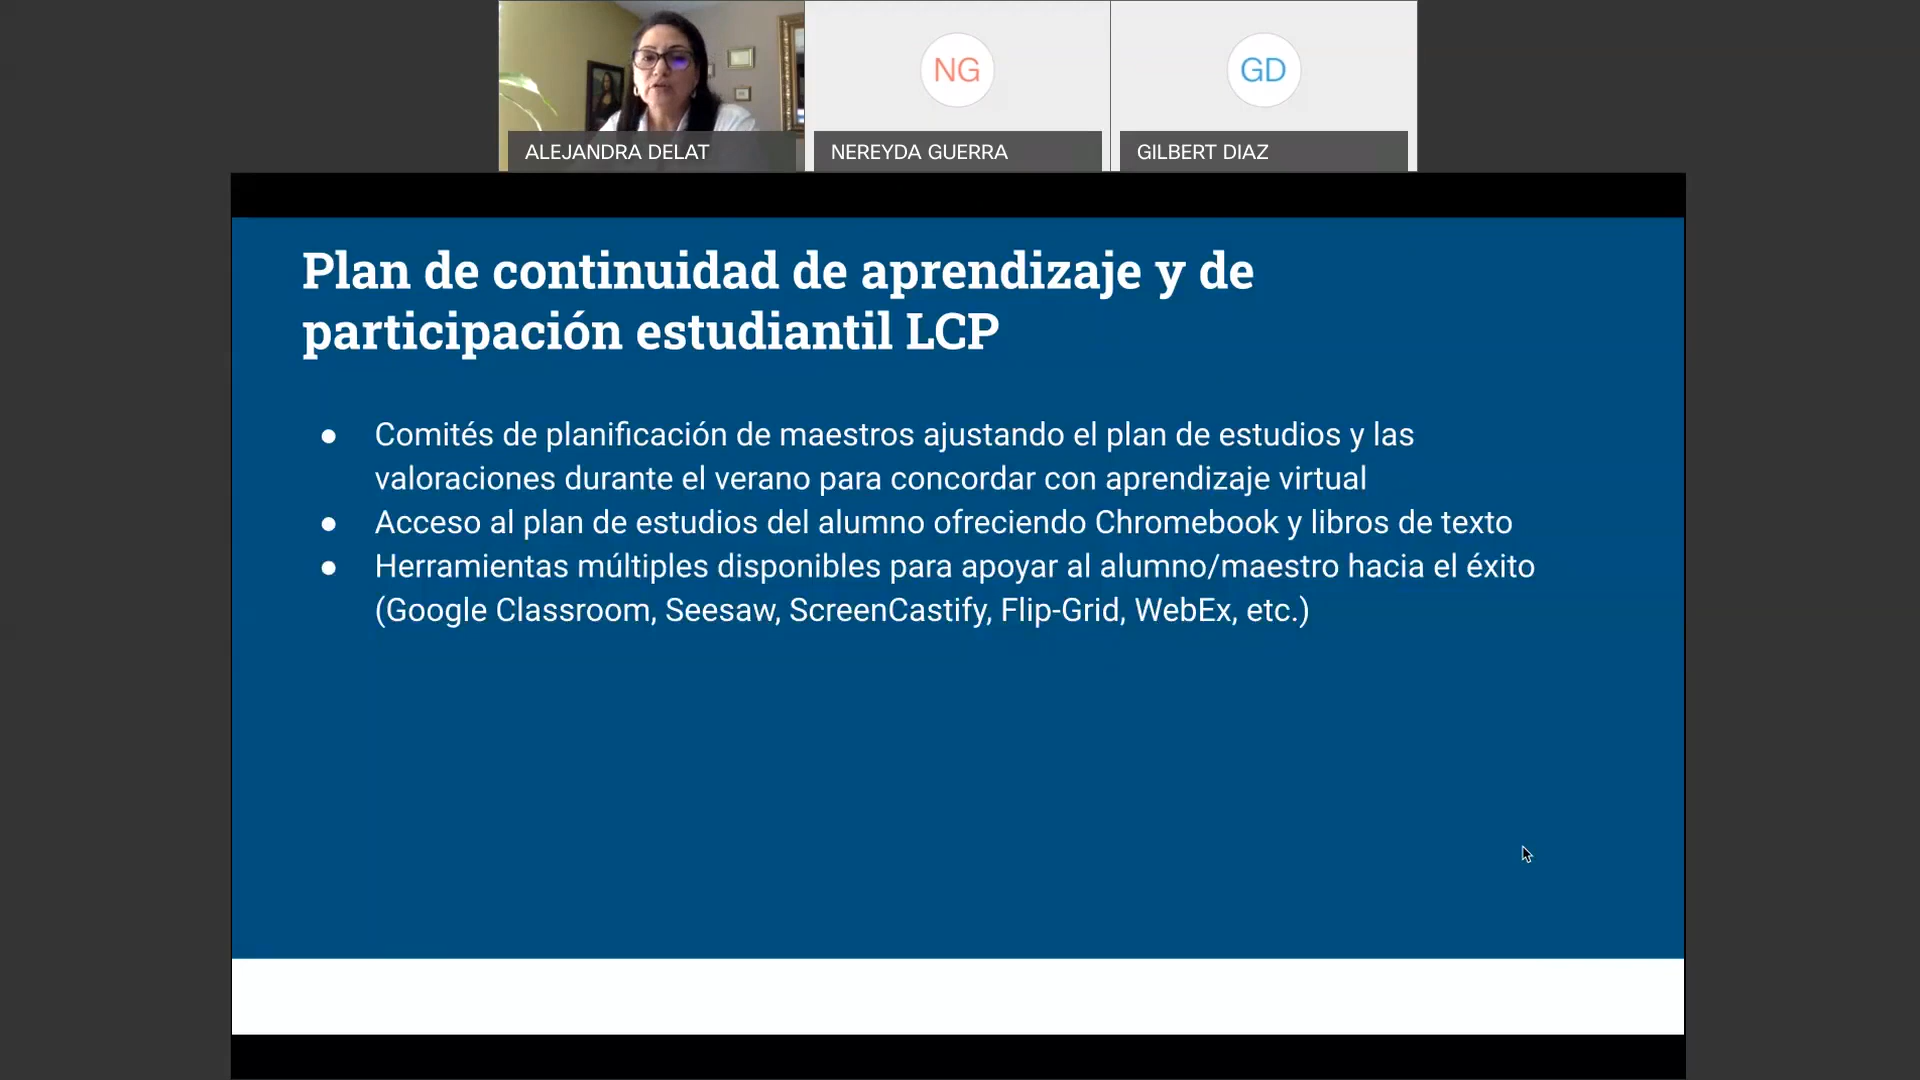 ALEJANDRA DELAT
NG
NEREYDA GUERRA
GD
GILBERT DIAZ
Plan de continuidad de aprendizaje y de
participación estudiantil LCP
● Comités de planificación de maestros ajustando el plan de estudios y las
valoraciones durante el verano para concordar con aprendizaje virtual
● Acceso al plan de estudios del alumno ofreciendo Chromebook y libros de texto
● Herramientas múltiples disponibles para apoyar al alumno/maestro hacia el éxito
(Google Classroom, Seesaw, ScreenCastify, Flip-Grid, WebEx, etc.)